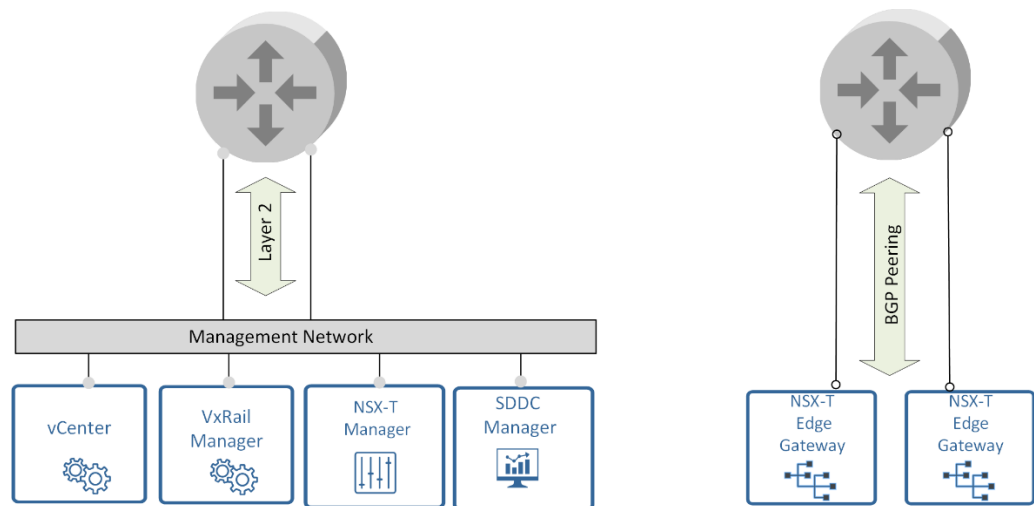 Layer 2
BGP Peering
Management Network
vCenter
VxRail
Manager
NSX-T
Manager
SDDC
Manager
NSX-T
Edge
Gateway
NSX-T
Edge
Gateway